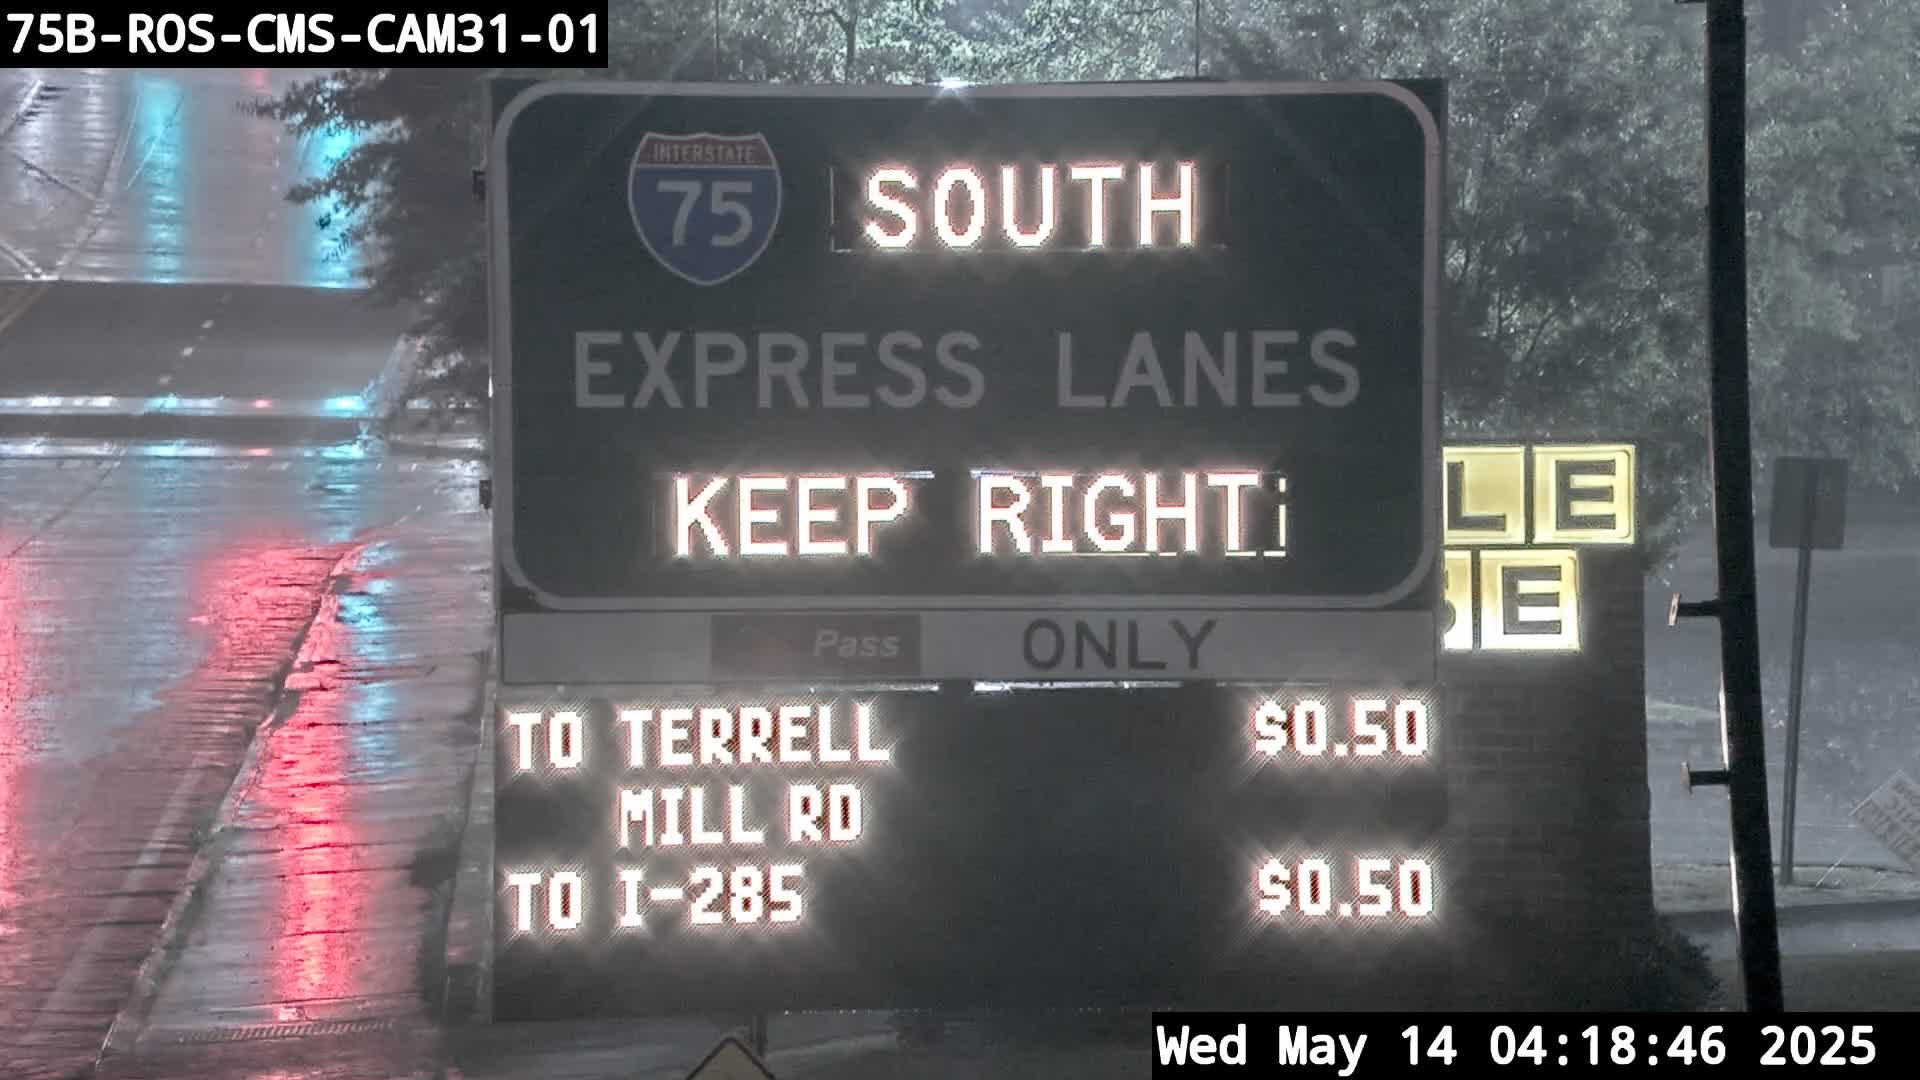 75B-ROS-CMS-CAM31-01
INTERSTATE
75
SOUTH
EXPRESS LANES
KEEP RIGHT
Pass ONLY
TO TERRELL $0.50
MILL RD
TO I-285 $0.50
LE
E
Wed May 14 04:18:46 2025